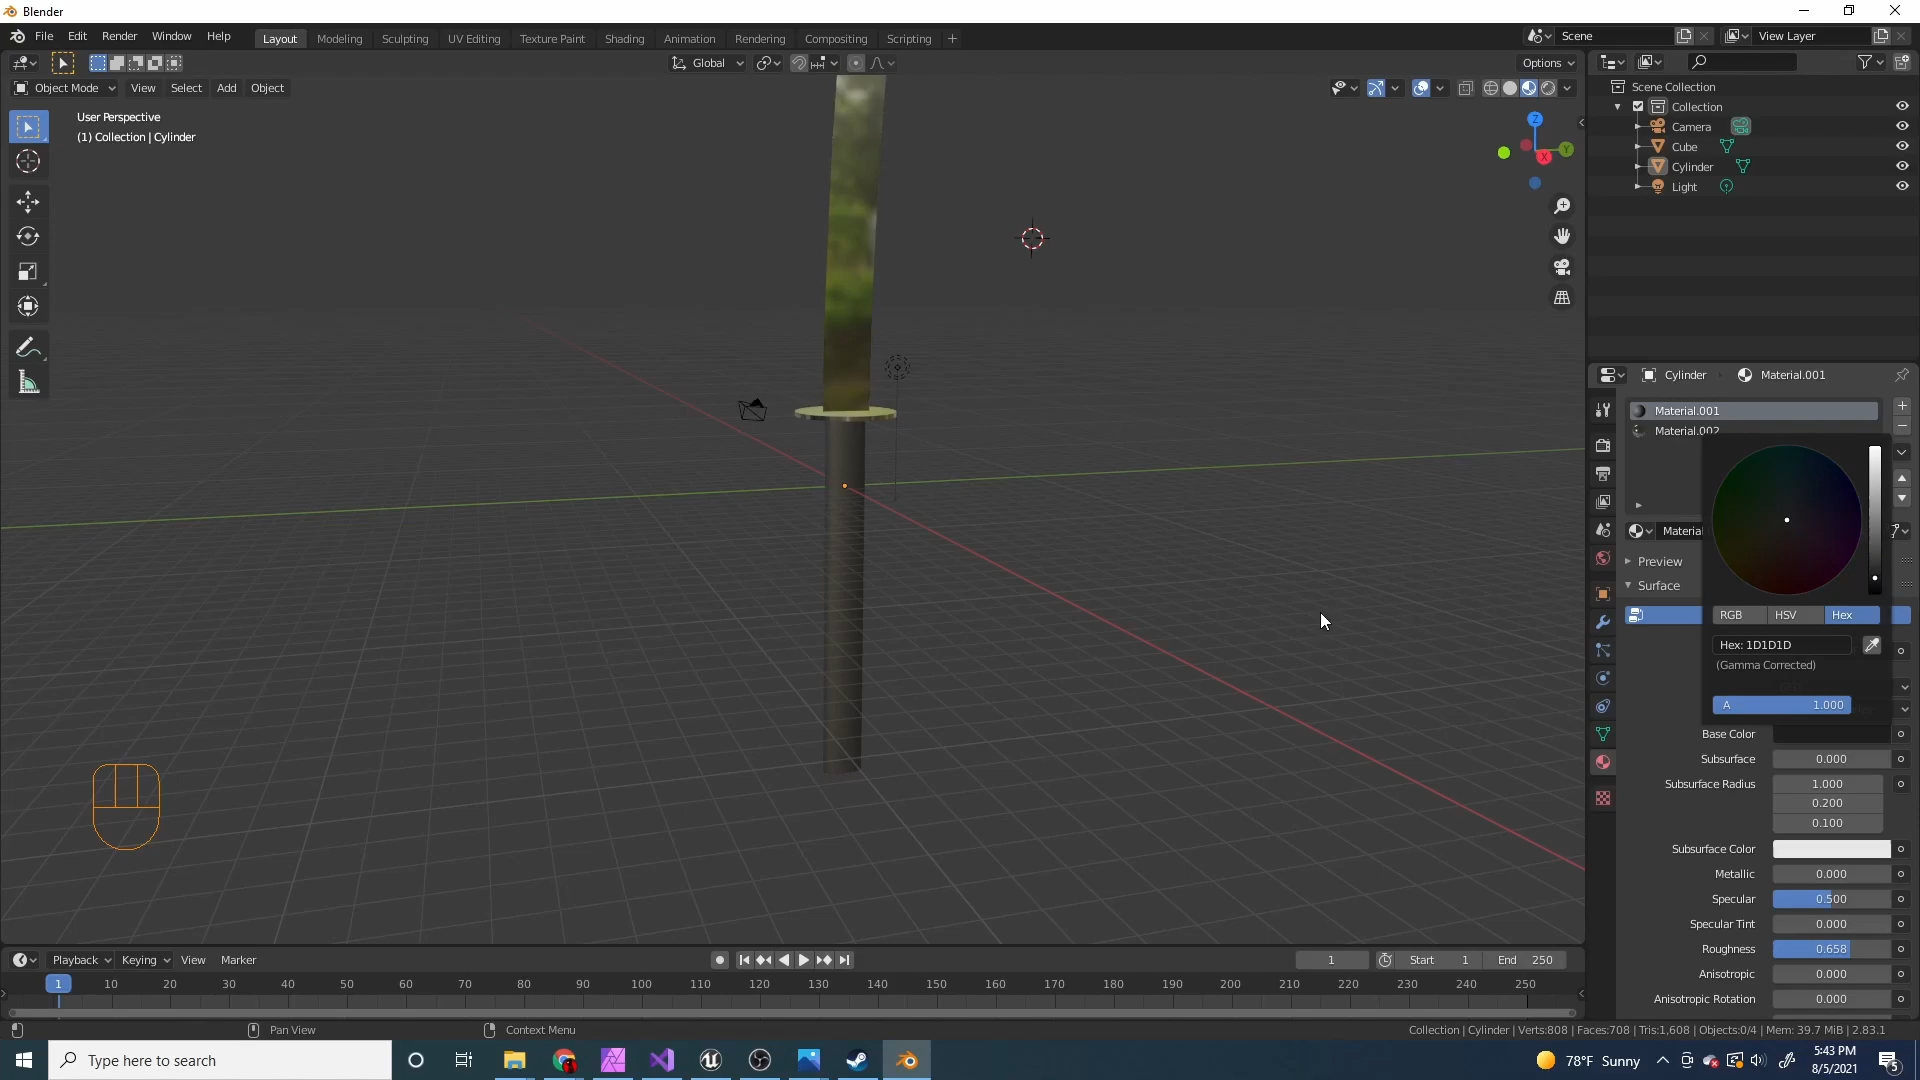 Blender
File Edit Render Window Help
Layout Modeling Sculpting UV Editing Texture Paint Shading Animation Rendering Compositing Scripting +
Scene
View Layer
Global
Options
Object Mode View Select Add Object
User Perspective
(1) Collection | Cylinder
Z
Y
X
Scene Collection
Collection
Camera
Cube
Cylinder
Light
Cylinder Material.001
Material.001
Material.002
Material
Preview
Surface
RGB HSV Hex
Hex: 1D1D1D
(Gamma Corrected)
A 1.000
Base Color
Subsurface 0.000
Subsurface Radius 1.000
0.200
0.100
Subsurface Color
Metallic 0.000
Specular 0.500
Specular Tint 0.000
Roughness 0.658
Anisotropic 0.000
Anisotropic Rotation 0.000
Playback Keying View Marker
1 Start 1 End 250
1 10 20 30 40 50 60 70 80 90 100 110 120 130 140 150 160 170 180 190 200 210 220 230 240 250
Pan View
Context Menu
Collection | Cylinder | Verts:808 | Faces:708 | Tris:1,608 | Objects:0/4 | Mem: 39.7 MiB | 2.83.1
Type here to search
78°F Sunny
5:43 PM
8/5/2021
5